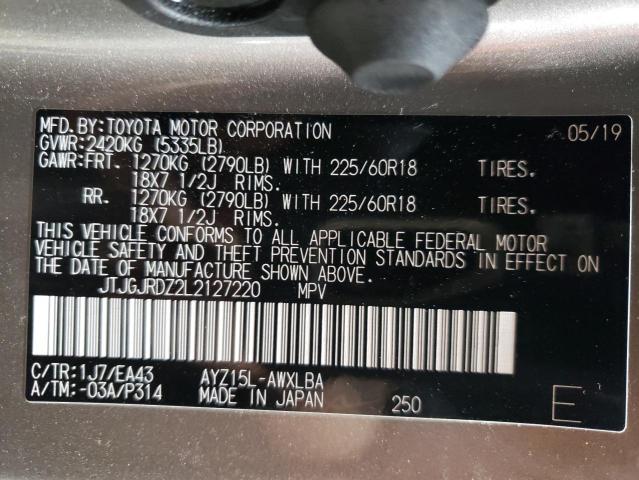 MFD.BY:TOYOTA MOTOR CORPORATION 05/19
GVWR:2420KG (5335LB)
GAWR:FRT. 1270KG (2790LB) WITH 225/60R18 TIRES.
18X7 1/2J RIMS.
RR. 1270KG (2790LB) WITH 225/60R18 TIRES.
18X7 1/2J RIMS.
THIS VEHICLE CONFORMS TO ALL APPLICABLE FEDERAL MOTOR
VEHICLE SAFETY AND THEFT PREVENTION STANDARDS IN EFFECT ON
THE DATE OF MANUFACTURE SHOWN ABOVE.
JTJGJRDZ2L2127220 MPV
C/TR:1J7/EA43 AYZ15L-AWXLBA
A/TM:-03A/P314 MADE IN JAPAN 250 E